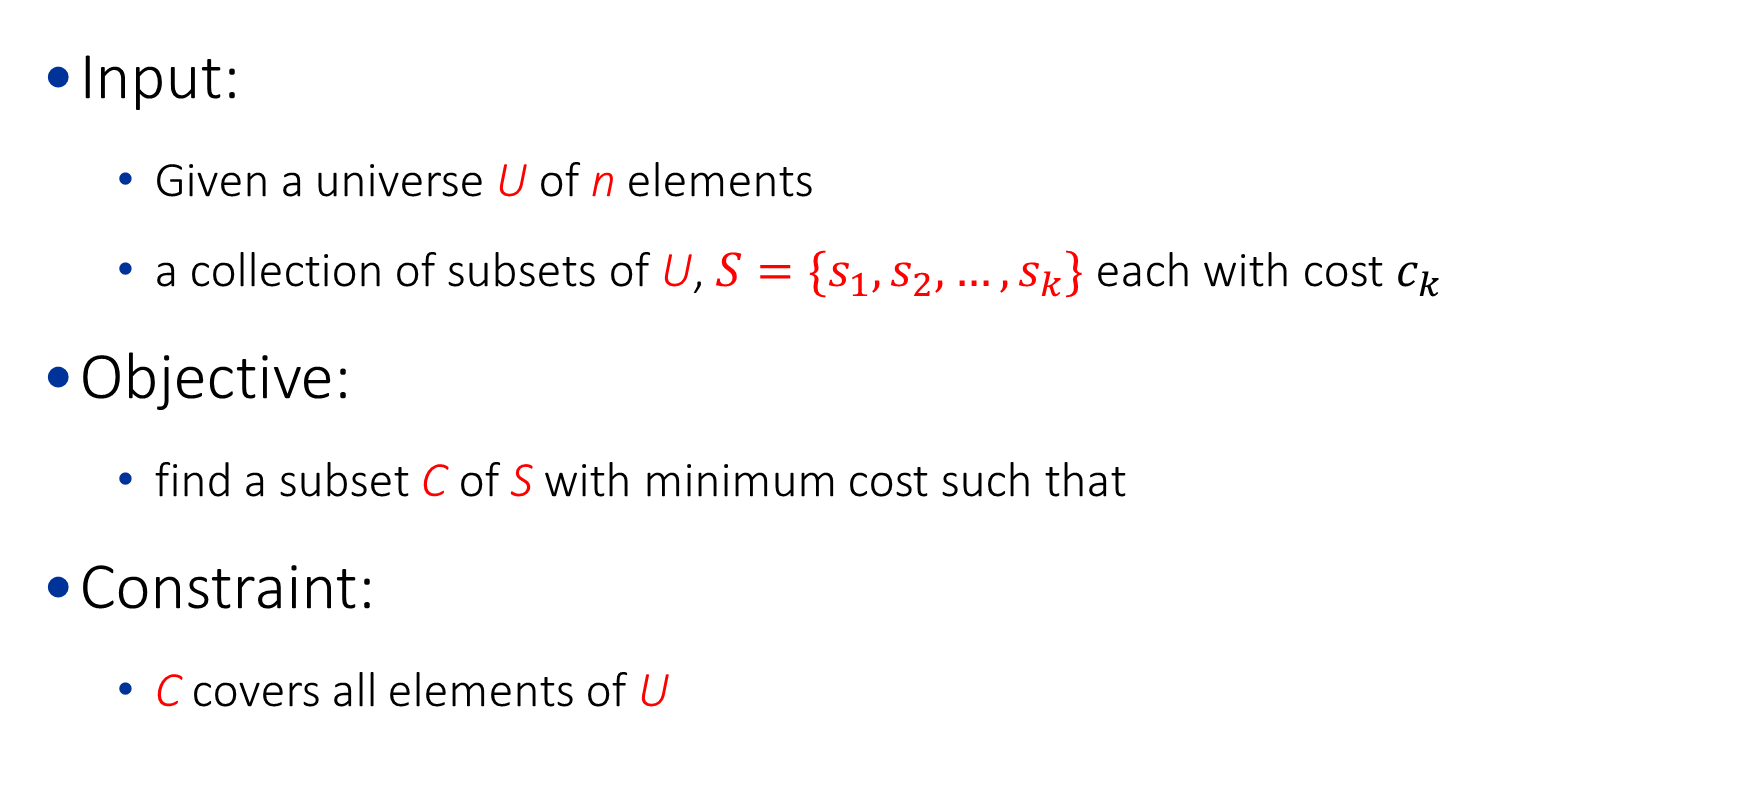 • Input:
• Given a universe U of n elements
• a collection of subsets of U, S = {s₁, s₂, … , sₖ} each with cost cₖ
• Objective:
• find a subset C of S with minimum cost such that
• Constraint:
• C covers all elements of U